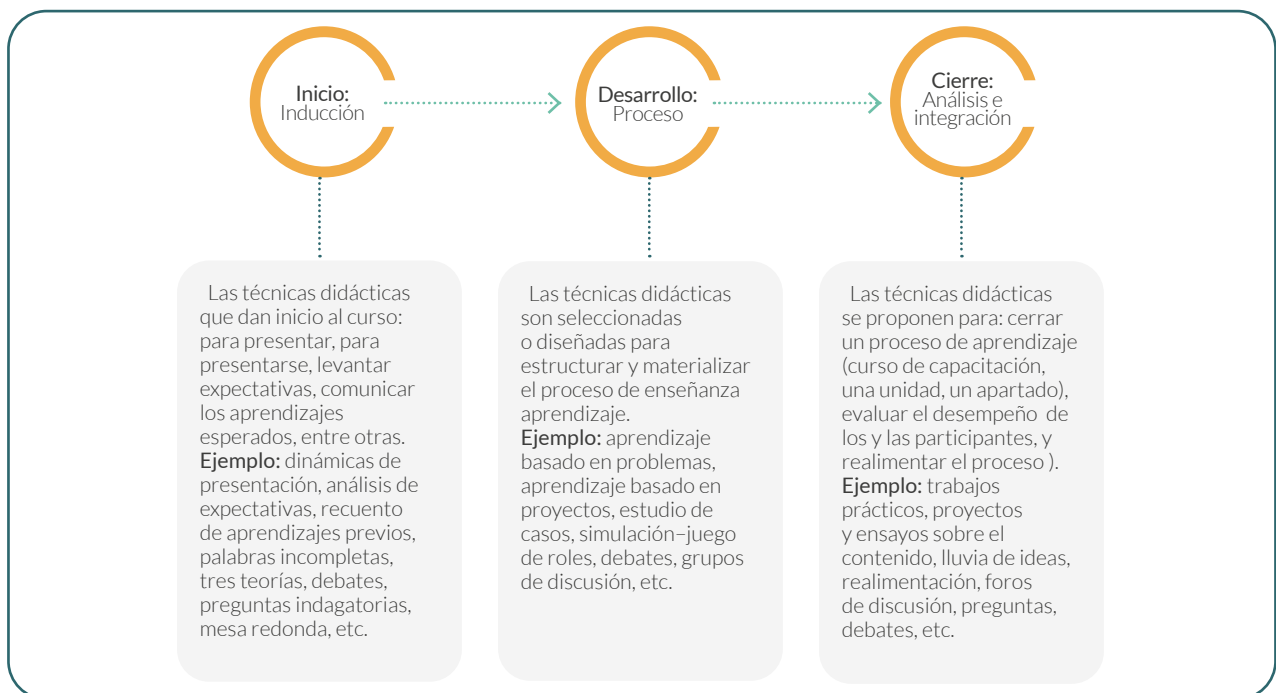 Inicio:
Inducción
Desarrollo:
Proceso
Cierre:
Análisis e
integración
Las técnicas didácticas
que dan inicio al curso:
para presentar, para
presentarse, levantar
expectativas, comunicar
los aprendizajes
esperados, entre otras.
Ejemplo: dinámicas de
presentación, análisis de
expectativas, recuento
de aprendizajes previos,
palabras incompletas,
tres teorías, debates,
preguntas indagatorias,
mesa redonda, etc.
Las técnicas didácticas
son seleccionadas
o diseñadas para
estructurar y materializar
el proceso de enseñanza
aprendizaje.
Ejemplo: aprendizaje
basado en problemas,
aprendizaje basado en
proyectos, estudio de
casos, simulación–juego
de roles, debates, grupos
de discusión, etc.
Las técnicas didácticas
se proponen para: cerrar
un proceso de aprendizaje
(curso de capacitación,
una unidad, un apartado),
evaluar el desempeño de
los y las participantes, y
realimentar el proceso ).
Ejemplo: trabajos
prácticos, proyectos
y ensayos sobre el
contenido, lluvia de ideas,
realimentación, foros
de discusión, preguntas,
debates, etc.